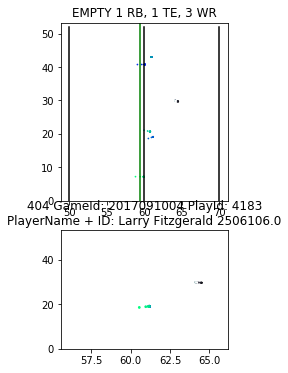 EMPTY 1 RB, 1 TE, 3 WR
50
40
30
20
10
0
50 55 60 65 70
404 GameId: 2017091004 PlayId: 4183
PlayerName + ID: Larry Fitzgerald 2506106.0
40
20
0
57.5 60.0 62.5 65.0